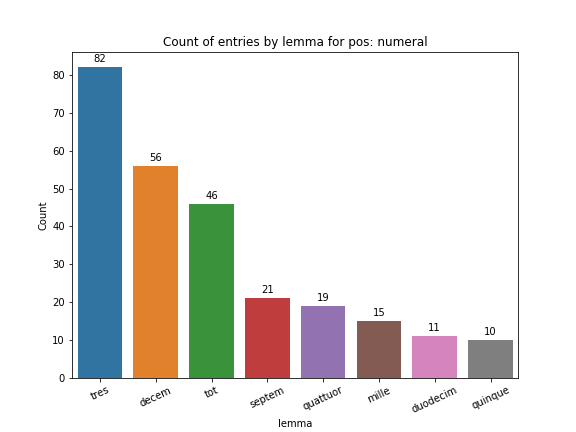 Count of entries by lemma for pos: numeral
82
56
46
21
19
15
11
10
80
70
60
50
40
30
20
10
0
Count
tres
decem
tot
septem
quattuor
mille
duodecim
quinque
lemma